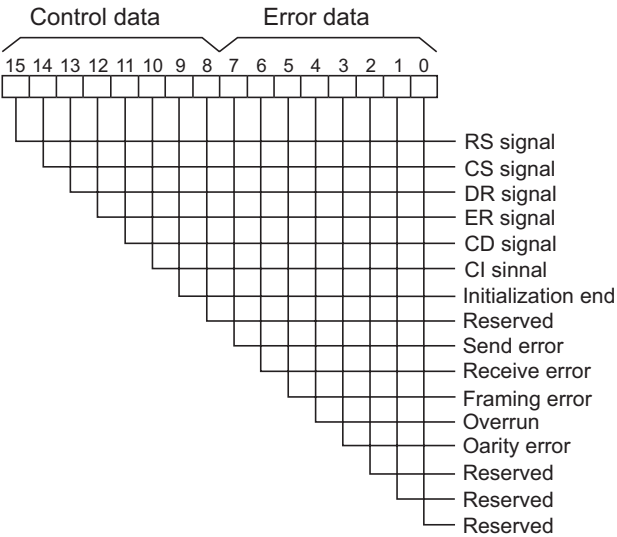 Control data Error data
15 14 13 12 11 10 9 8 7 6 5 4 3 2 1 0
RS signal
CS signal
DR signal
ER signal
CD signal
CI sinnal
Initialization end
Reserved
Send error
Receive error
Framing error
Overrun
Oarity error
Reserved
Reserved
Reserved